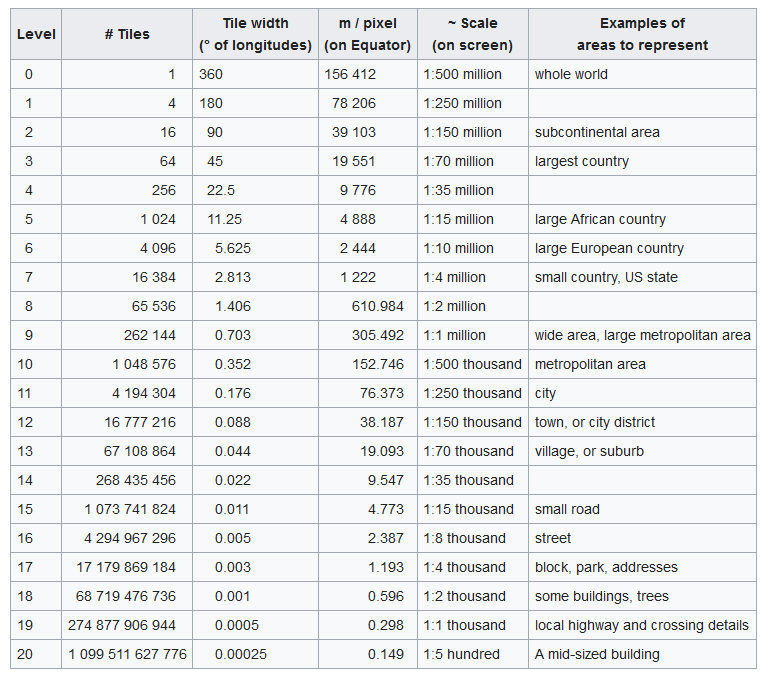 Level # Tiles Tile width (° of longitudes) m / pixel (on Equator) ~ Scale (on screen) Examples of areas to represent
0 1 360 156 412 1:500 million whole world
1 4 180 78 206 1:250 million
2 16 90 39 103 1:150 million subcontinental area
3 64 45 19 551 1:70 million largest country
4 256 22.5 9 776 1:35 million
5 1 024 11.25 4 888 1:15 million large African country
6 4 096 5.625 2 444 1:10 million large European country
7 16 384 2.813 1 222 1:4 million small country, US state
8 65 536 1.406 610.984 1:2 million
9 262 144 0.703 305.492 1:1 million wide area, large metropolitan area
10 1 048 576 0.352 152.746 1:500 thousand metropolitan area
11 4 194 304 0.176 76.373 1:250 thousand city
12 16 777 216 0.088 38.187 1:150 thousand town, or city district
13 67 108 864 0.044 19.093 1:70 thousand village, or suburb
14 268 435 456 0.022 9.547 1:35 thousand
15 1 073 741 824 0.011 4.773 1:15 thousand small road
16 4 294 967 296 0.005 2.387 1:8 thousand street
17 17 179 869 184 0.003 1.193 1:4 thousand block, park, addresses
18 68 719 476 736 0.001 0.596 1:2 thousand some buildings, trees
19 274 877 906 944 0.0005 0.298 1:1 thousand local highway and crossing details
20 1 099 511 627 776 0.00025 0.149 1:5 hundred A mid-sized building